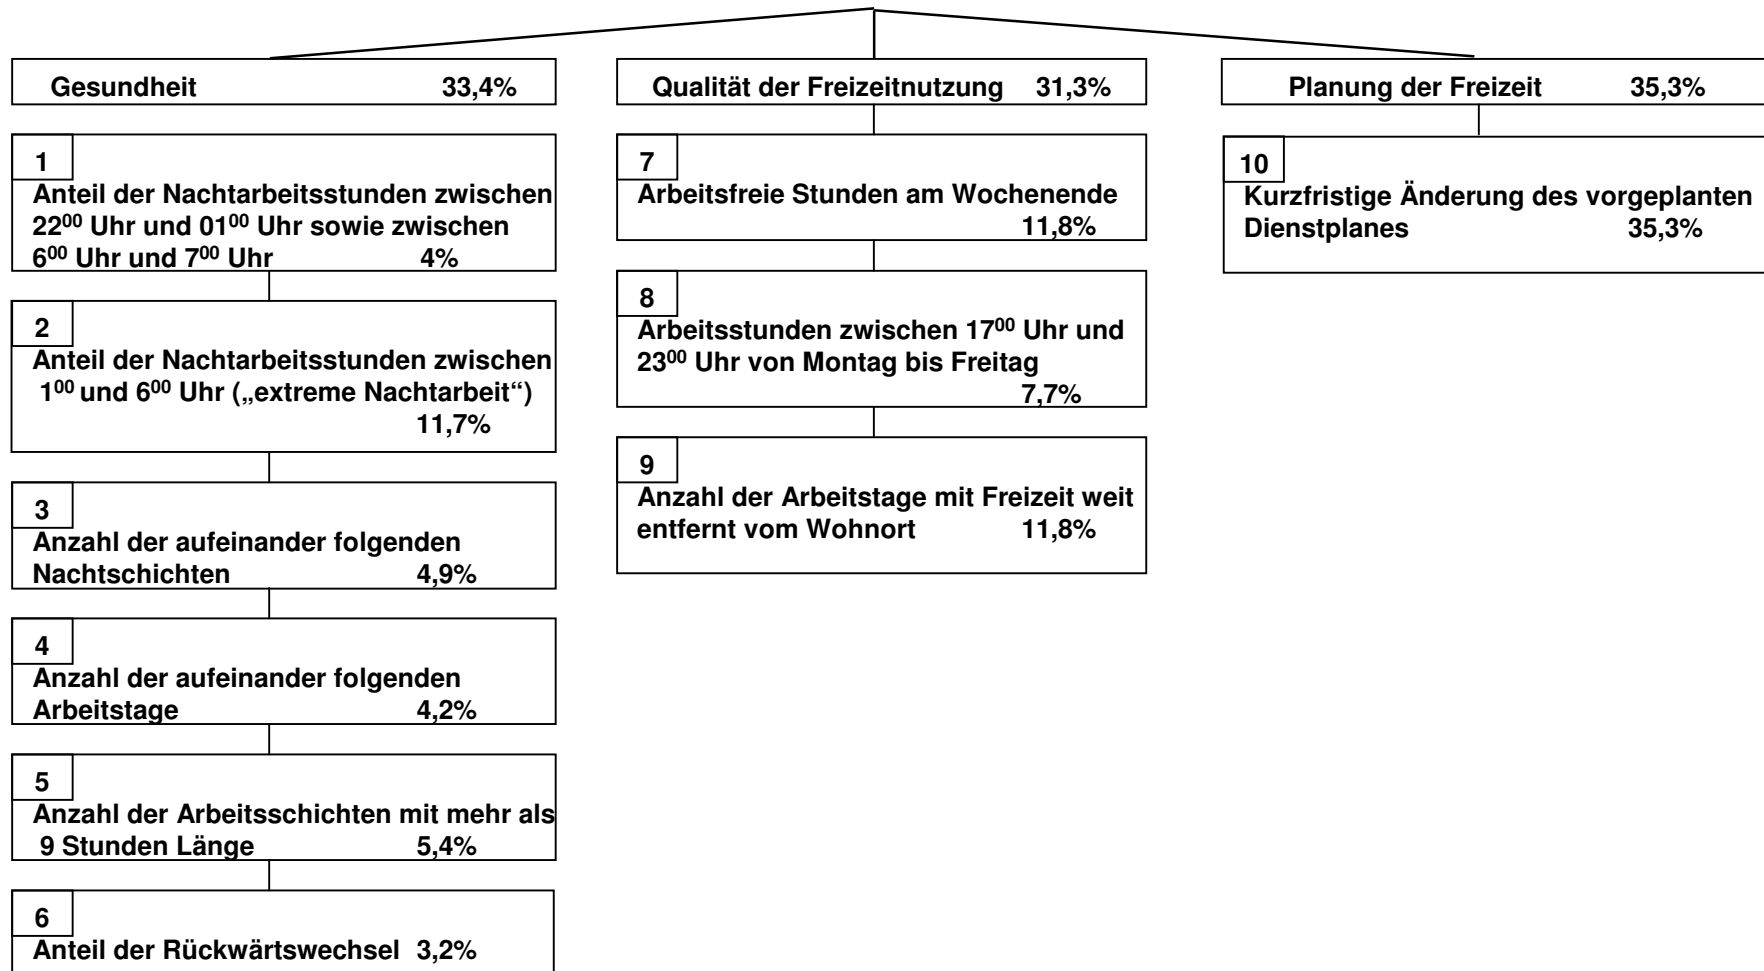 Gesundheit 33,4%
1
Anteil der Nachtarbeitsstunden zwischen
22⁰⁰ Uhr und 01⁰⁰ Uhr sowie zwischen
6⁰⁰ Uhr und 7⁰⁰ Uhr 4%
2
Anteil der Nachtarbeitsstunden zwischen
1⁰⁰ und 6⁰⁰ Uhr („extreme Nachtarbeit“)
11,7%
3
Anzahl der aufeinander folgenden
Nachtschichten 4,9%
4
Anzahl der aufeinander folgenden
Arbeitstage 4,2%
5
Anzahl der Arbeitsschichten mit mehr als
9 Stunden Länge 5,4%
6
Anteil der Rückwärtswechsel 3,2%
Qualität der Freizeitnutzung 31,3%
7
Arbeitsfreie Stunden am Wochenende
11,8%
8
Arbeitsstunden zwischen 17⁰⁰ Uhr und
23⁰⁰ Uhr von Montag bis Freitag
7,7%
9
Anzahl der Arbeitstage mit Freizeit weit
entfernt vom Wohnort 11,8%
Planung der Freizeit 35,3%
10
Kurzfristige Änderung des vorgeplanten
Dienstplanes 35,3%